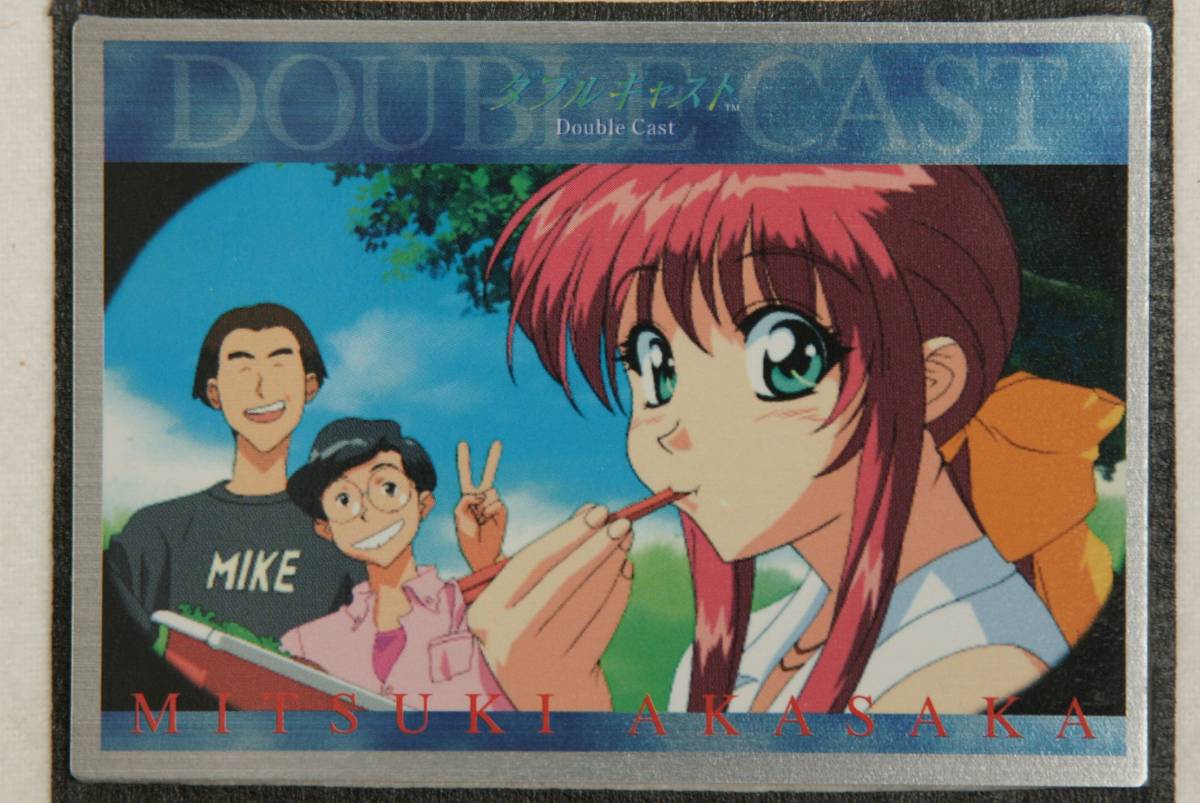 DOUBLE CAST
ダブルキャスト™
Double Cast
MIKE
MITSUKI AKASAKA